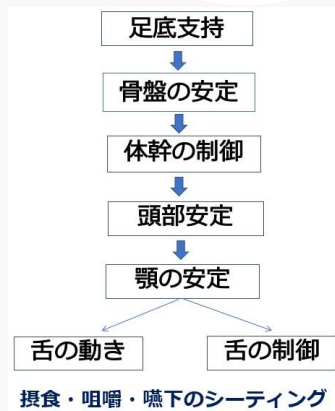 足底支持
骨盤の安定
体幹の制御
頭部安定
顎の安定
舌の動き
舌の制御
摂食・咀嚼・嚥下のシーティング